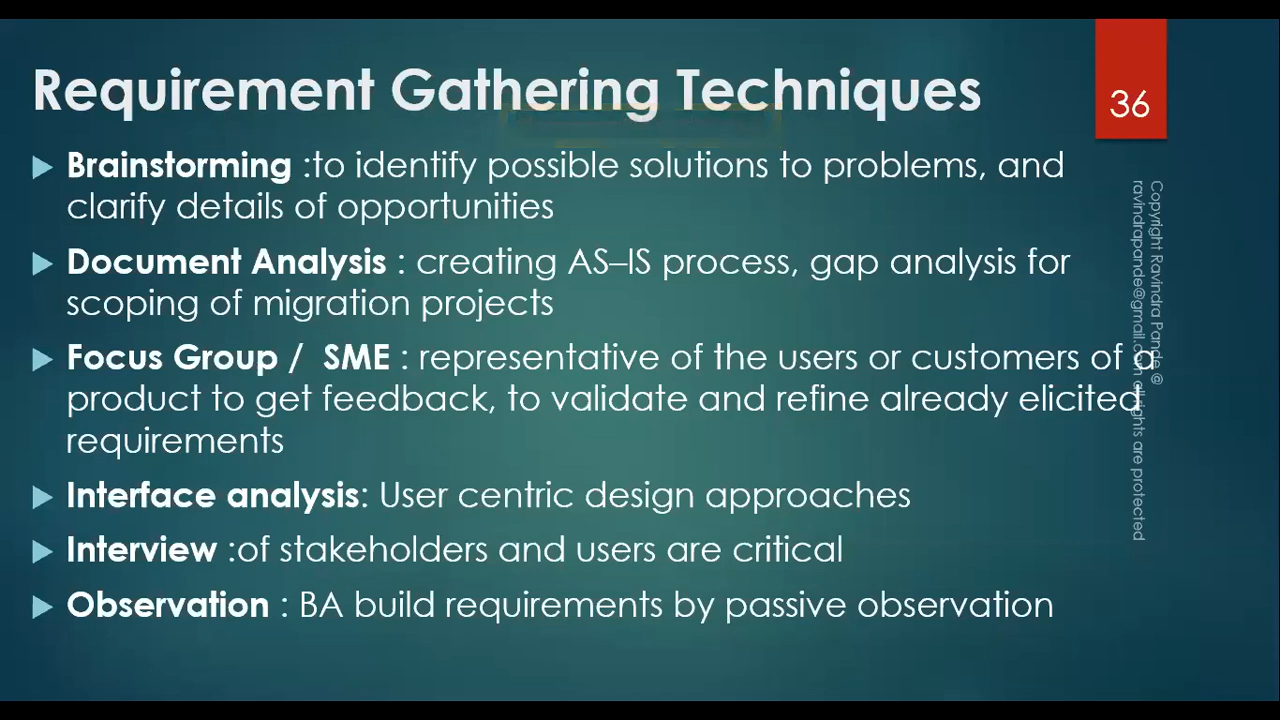 Requirement Gathering Techniques
36
Brainstorming :to identify possible solutions to problems, and
clarify details of opportunities
Document Analysis : creating AS–IS process, gap analysis for
scoping of migration projects
Focus Group / SME : representative of the users or customers of a
product to get feedback, to validate and refine already elicited
requirements
Interface analysis: User centric design approaches
Interview :of stakeholders and users are critical
Observation : BA build requirements by passive observation
Copyright Ravindra Pande @
ravindrapande@gmail.com all rights are protected